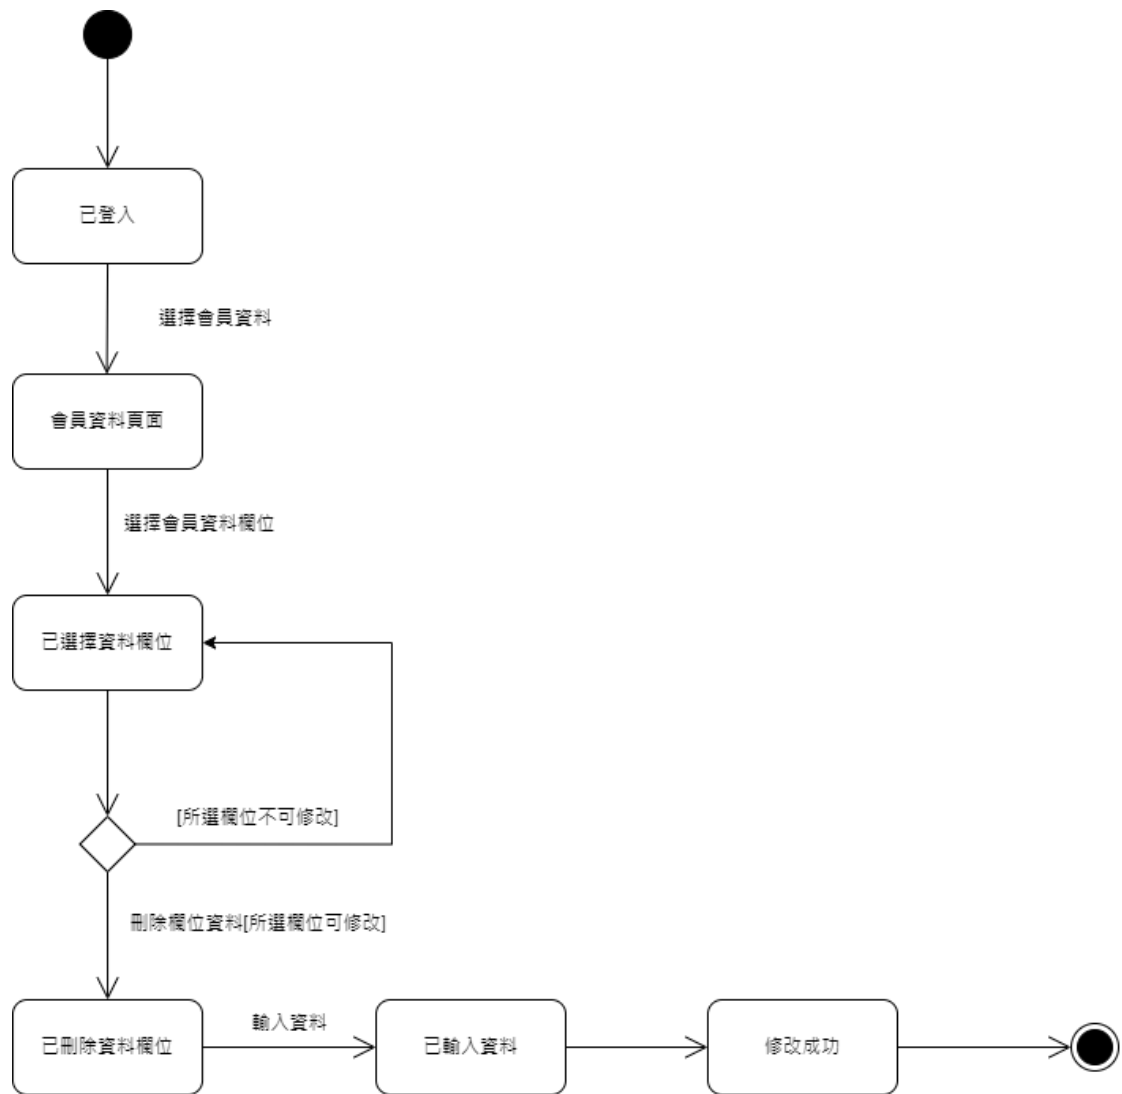 已登入
選擇會員資料
會員資料頁面
選擇會員資料欄位
已選擇資料欄位
[所選欄位不可修改]
刪除欄位資料[所選欄位可修改]
已刪除資料欄位
輸入資料
已輸入資料
修改成功